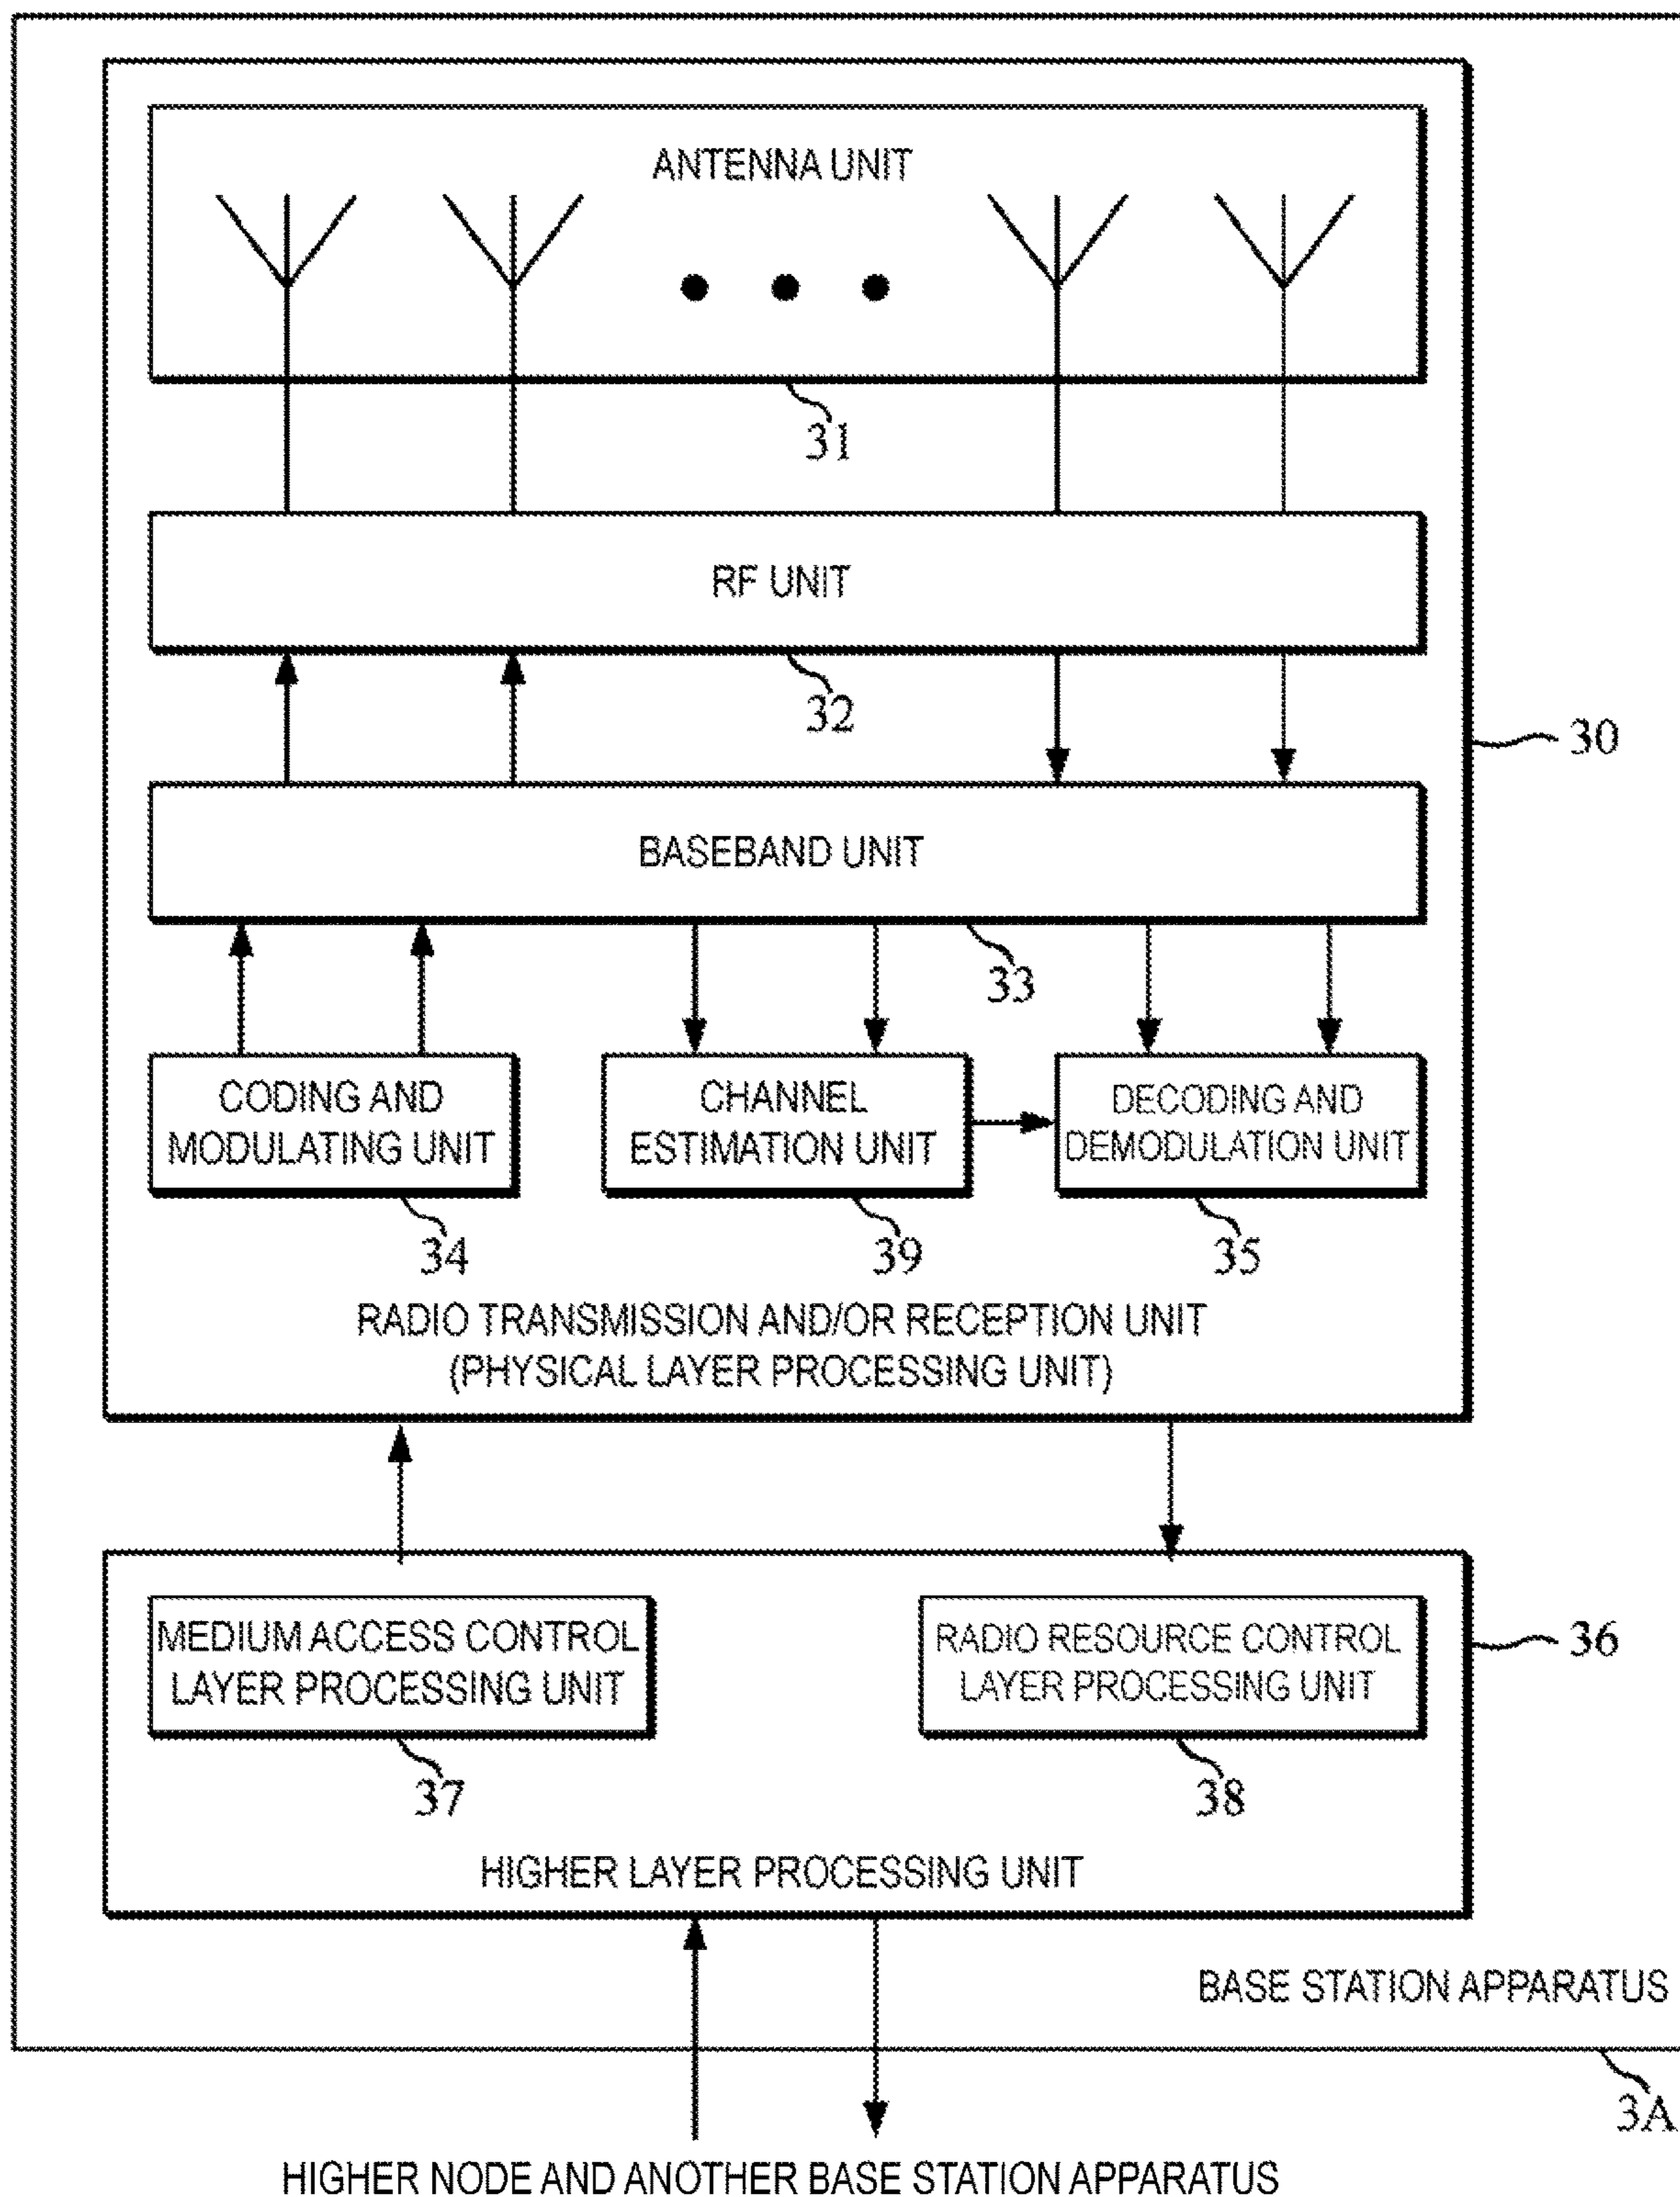 ANTENNA UNIT
31
RF UNIT
32
30
BASEBAND UNIT
33
CODING AND
MODULATING UNIT
34
CHANNEL
ESTIMATION UNIT
39
DECODING AND
DEMODULATION UNIT
35
RADIO TRANSMISSION AND/OR RECEPTION UNIT
(PHYSICAL LAYER PROCESSING UNIT)
MEDIUM ACCESS CONTROL
LAYER PROCESSING UNIT
37
RADIO RESOURCE CONTROL
LAYER PROCESSING UNIT
38
36
HIGHER LAYER PROCESSING UNIT
BASE STATION APPARATUS
3A
HIGHER NODE AND ANOTHER BASE STATION APPARATUS